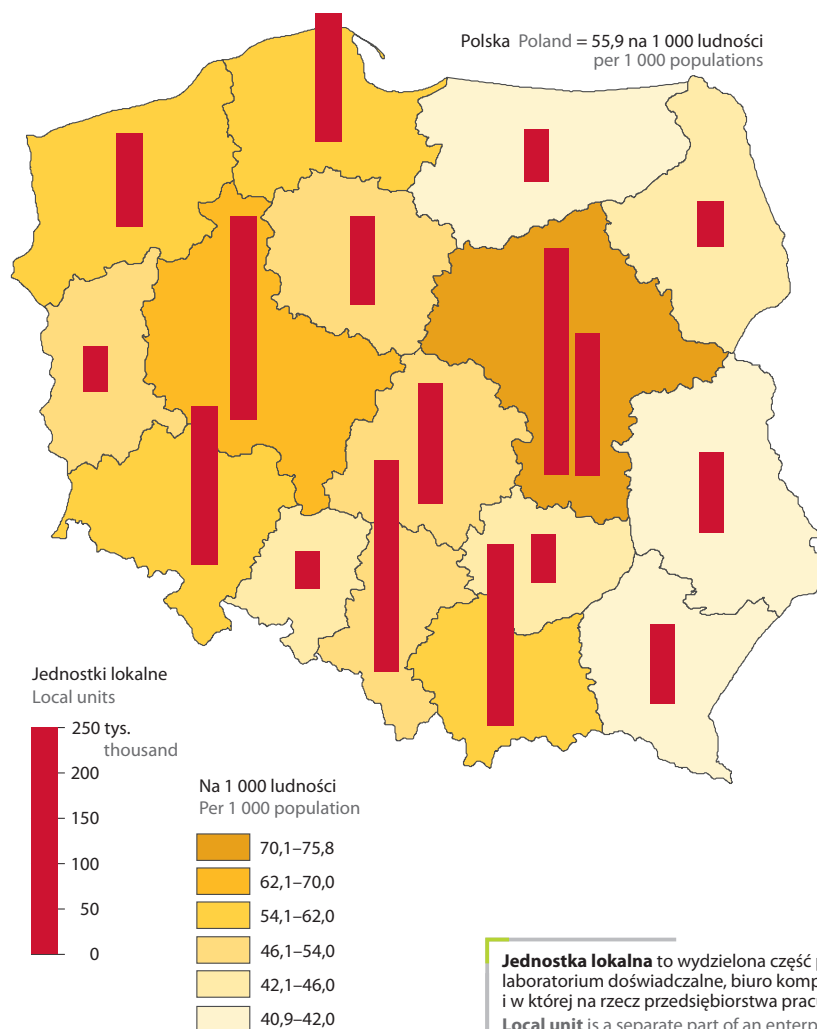 Polska Poland = 55,9 na 1 000 ludności
per 1 000 populations
Jednostki lokalne
Local units
250 tys.
thousand
200
150
100
50
0
Na 1 000 ludności
Per 1 000 population
70,1–75,8
62,1–70,0
54,1–62,0
46,1–54,0
42,1–46,0
40,9–42,0
Jednostka lokalna to wydzielona część
laboratorium doświadczalne, biuro
i w której na rzecz przedsiębiorstwa
Local unit is a separate part of an